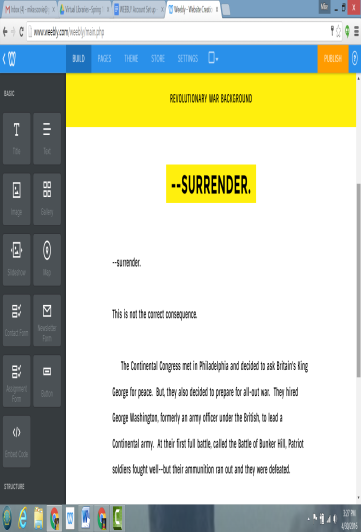 Inbox (4) -
Virtual Libraries - Spring
WEEBLY Account Set up
Weebly - Website Creati
www.weebly.com/weebly/main.php
BUILD PAGES THEME STORE SETTINGS PUBLISH
BASIC
REVOLUTIONARY WAR BACKGROUND
Title Text
--SURRENDER.
Image Gallery
Slideshow Map
--surrender.
Contact Form Newsletter Form
This is not the correct consequence.
Assignment Form Button
The Continental Congress met in Philadelphia and decided to ask Britain's King
George for peace. But, they also decided to prepare for all-out war. They hired
George Washington, formerly an army officer under the British, to lead a
Embed Code
Continental army. At their first full battle, called the Battle of Bunker Hill, Patriot
soldiers fought well--but their ammunition ran out and they were defeated.
STRUCTURE
3:27 PM